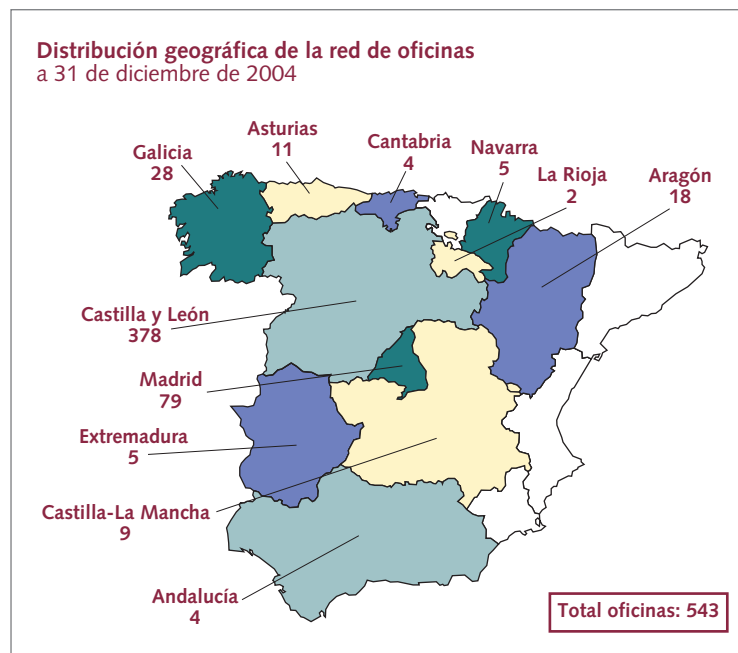 Distribución geográfica de la red de oficinas
a 31 de diciembre de 2004
Asturias
11
Cantabria
4
Navarra
5
Galicia
28
La Rioja
2
Aragón
18
Castilla y León
378
Madrid
79
Extremadura
5
Castilla-La Mancha
9
Andalucía
4
Total oficinas: 543